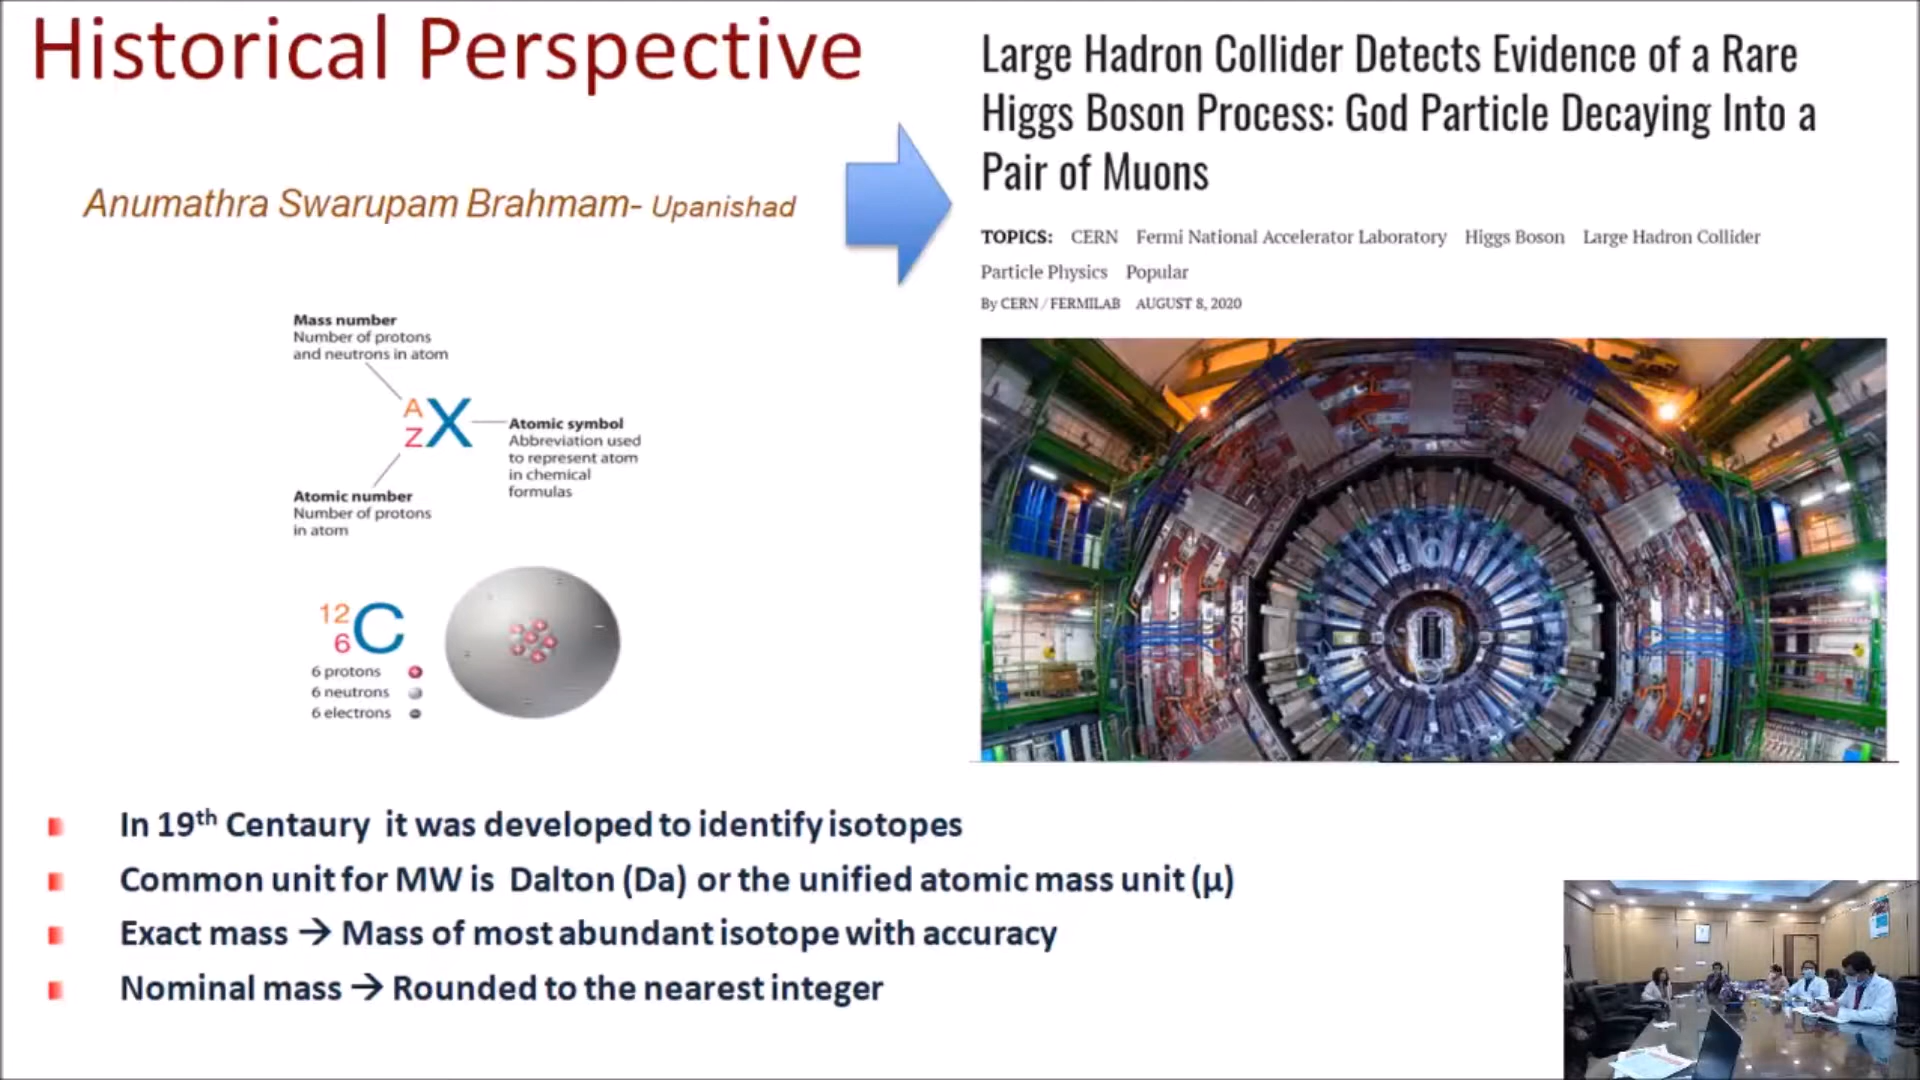 Historical Perspective
Anumathra Swarupam Brahmam- Upanishad
Large Hadron Collider Detects Evidence of a Rare
Higgs Boson Process: God Particle Decaying Into a
Pair of Muons
TOPICS: CERN Fermi National Accelerator Laboratory Higgs Boson Large Hadron Collider
Particle Physics Popular
By CERN / FERMILAB AUGUST 8, 2020
Mass number
Number of protons
and neutrons in atom
A
Z
X
Atomic symbol
Abbreviation used
to represent atom
in chemical
formulas
Atomic number
Number of protons
in atom
12
6
C
6 protons
6 neutrons
6 electrons
In 19th Centaury it was developed to identify isotopes
Common unit for MW is Dalton (Da) or the unified atomic mass unit (µ)
Exact mass → Mass of most abundant isotope with accuracy
Nominal mass → Rounded to the nearest integer